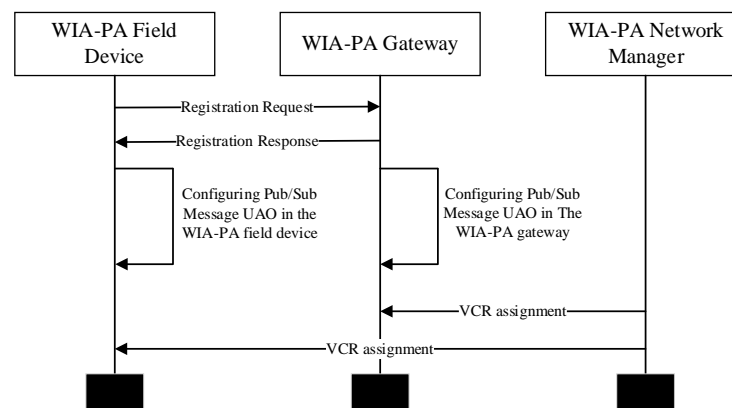 WIA-PA Field
Device
WIA-PA Gateway
WIA-PA Network
Manager
Registration Request
Registration Response
Configuring Pub/Sub
Message UAO in the
WIA-PA field device
Configuring Pub/Sub
Message UAO in The
WIA-PA gateway
VCR assignment
VCR assignment